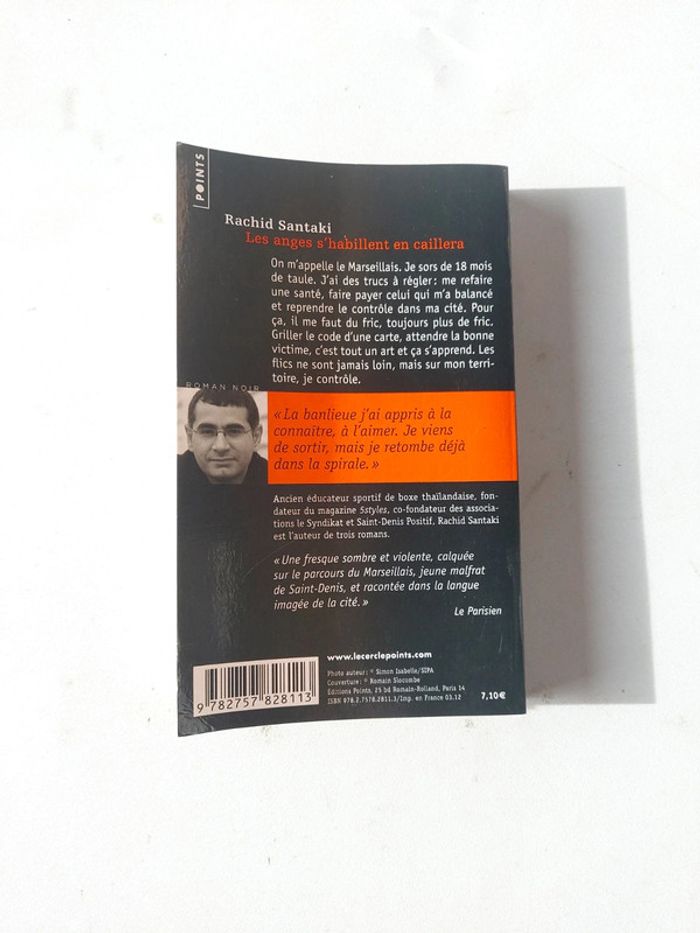 POINTS
Rachid Santaki
Les anges s'habillent en caillera
On m'appelle le Marseillais. Je sors de 18 mois
de taule. J'ai des trucs à régler : me refaire
une santé, faire payer celui qui m'a balancé
et reprendre le contrôle dans ma cité. Pour
ça, il me faut du fric, toujours plus de fric.
Griller le code d'une carte, attendre la bonne
victime, c'est tout un art et ça s'apprend. Les
flics ne sont jamais loin, mais sur mon terri-
toire, je contrôle.
ROMAN NOIR
« La banlieue j'ai appris à la
connaître, à l'aimer. Je viens
de sortir, mais je retombe déjà
dans la spirale. »
Ancien éducateur sportif de boxe thaïlandaise, fon-
dateur du magazine 5styles, co-fondateur des associa-
tions le Syndikat et Saint-Denis Positif, Rachid Santaki
est l'auteur de trois romans.
« Une fresque sombre et violente, calquée
sur le parcours du Marseillais, jeune malfrat
de Saint-Denis, et racontée dans la langue
imagée de la cité. »
Le Parisien
www.lecerclepoints.com
Photo auteur : © Simon Isabelle/SIPA
Couverture : © Romain Slocombe
Éditions Points, 25 bd Romain-Rolland, Paris 14
ISBN 978.2.7578.2811.3/Imp. en France 03.12
7,10€
9 782757 828113